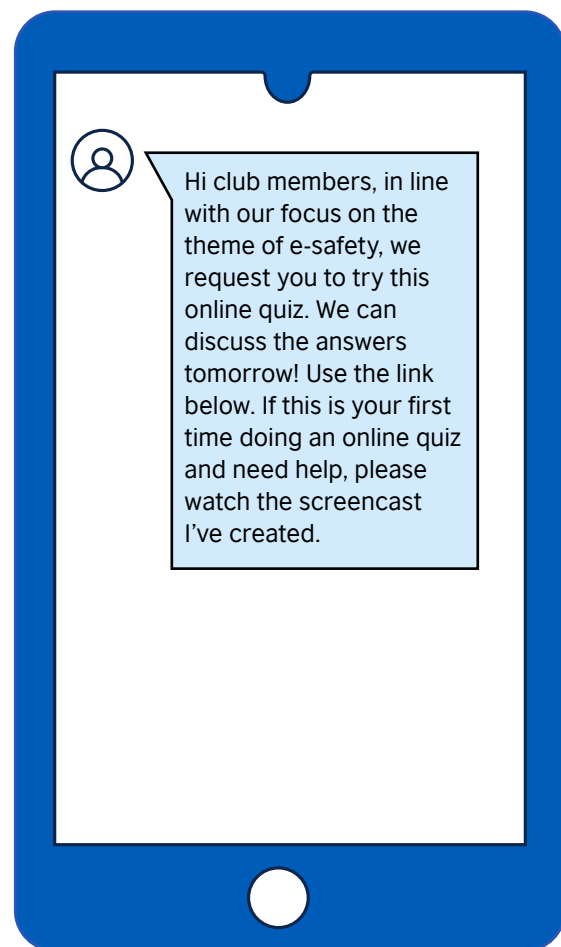 Hi club members, in line
with our focus on the
theme of e-safety, we
request you to try this
online quiz. We can
discuss the answers
tomorrow! Use the link
below. If this is your first
time doing an online quiz
and need help, please
watch the screencast
I’ve created.